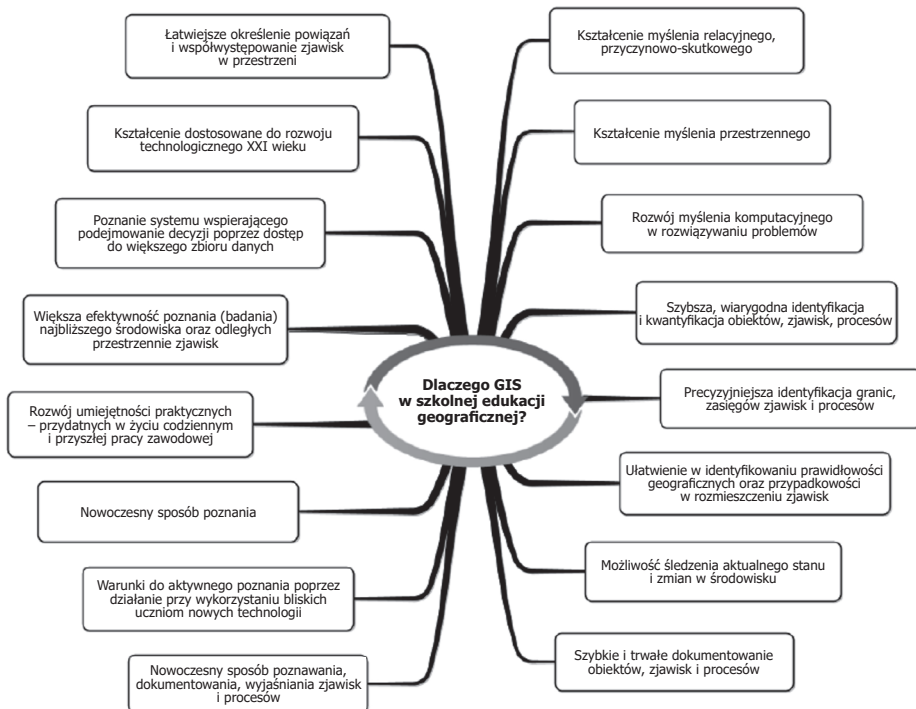 Łatwiejsze określenie powiązań
i współwystępowanie zjawisk
w przestrzeni
Kształcenie dostosowane do rozwoju
technologicznego XXI wieku
Poznanie systemu wspierającego
podejmowanie decyzji poprzez dostęp
do większego zbioru danych
Większa efektywność poznania (badania)
najbliższego środowiska oraz odległych
przestrzennie zjawisk
Rozwój umiejętności praktycznych
– przydatnych w życiu codziennym
i przyszłej pracy zawodowej
Nowoczesny sposób poznania
Warunki do aktywnego poznania poprzez
działanie przy wykorzystaniu bliskich
uczniom nowych technologii
Nowoczesny sposób poznawania,
dokumentowania, wyjaśniania zjawisk
i procesów
Dlaczego GIS
w szkolnej edukacji
geograficznej?
Kształcenie myślenia relacyjnego,
przyczynowo-skutkowego
Kształcenie myślenia przestrzennego
Rozwój myślenia komputacyjnego
w rozwiązywaniu problemów
Szybsza, wiarygodna identyfikacja
i kwantyfikacja obiektów, zjawisk, procesów
Precyzyjniejsza identyfikacja granic,
zasięgów zjawisk i procesów
Ułatwienie w identyfikowaniu prawidłowości
geograficznych oraz przypadkowości
w rozmieszczeniu zjawisk
Możliwość śledzenia aktualnego stanu
i zmian w środowisku
Szybkie i trwałe dokumentowanie
obiektów, zjawisk i procesów